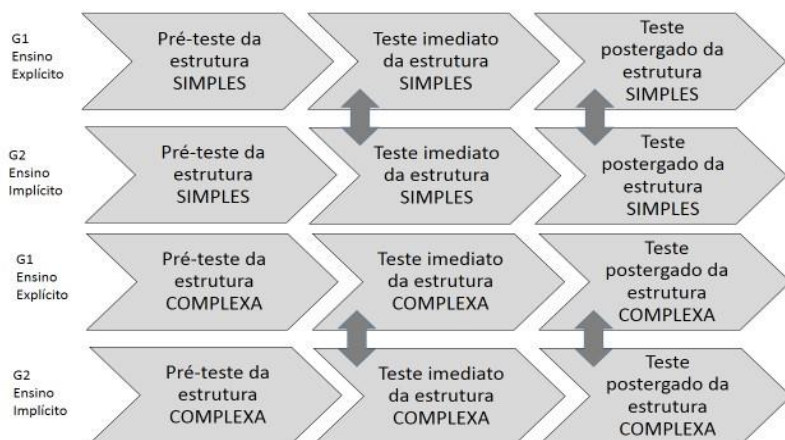 G1
Ensino
Explícito
Pré-teste da
estrutura
SIMPLES
Teste imediato
da estrutura
SIMPLES
Teste
postergado da
estrutura
SIMPLES
G2
Ensino
Implícito
Pré-teste da
estrutura
SIMPLES
Teste imediato
da estrutura
SIMPLES
Teste
postergado da
estrutura
SIMPLES
G1
Ensino
Explícito
Pré-teste da
estrutura
COMPLEXA
Teste imediato
da estrutura
COMPLEXA
Teste
postergado da
estrutura
COMPLEXA
G2
Ensino
Implícito
Pré-teste da
estrutura
COMPLEXA
Teste imediato
da estrutura
COMPLEXA
Teste
postergado da
estrutura
COMPLEXA